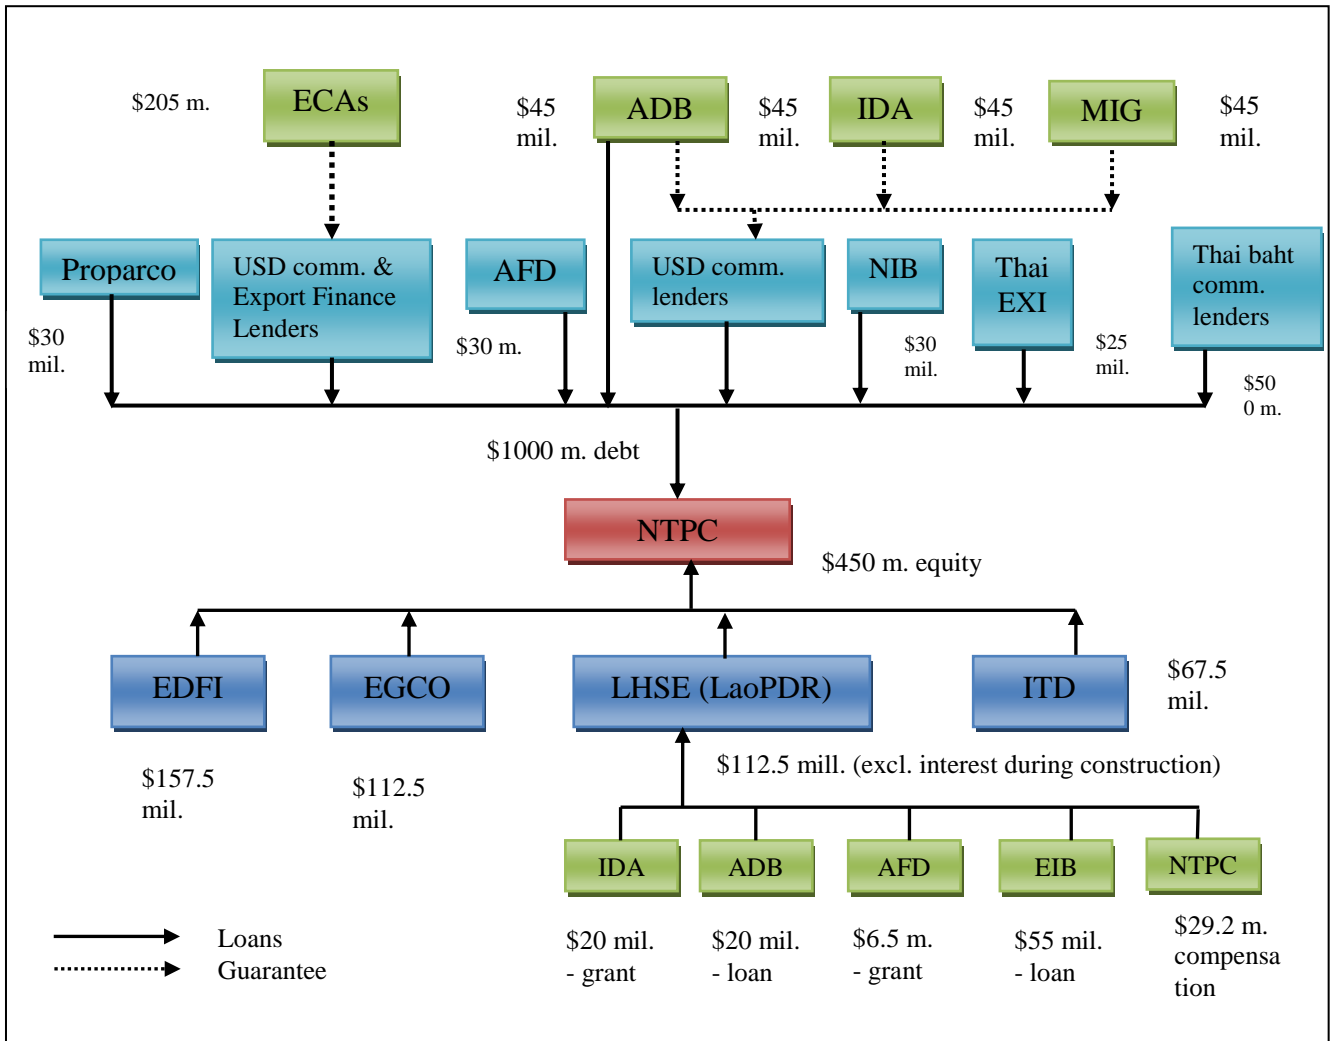 $205 m.
ECAs
$45
mil.
ADB
$45
mil.
IDA
$45
mil.
MIG
$45
mil.
Proparco
USD comm. &
Export Finance
Lenders
AFD
USD comm.
lenders
NIB
Thai
EXI
Thai baht
comm.
lenders
$30
mil.
$30 m.
$30
mil.
$25
mil.
$50
0 m.
$1000 m. debt
NTPC
$450 m. equity
EDFI
EGCO
LHSE (LaoPDR)
ITD
$67.5
mil.
$157.5
mil.
$112.5
mil.
$112.5 mill. (excl. interest during construction)
IDA
ADB
AFD
EIB
NTPC
$20 mil.
- grant
$20 mil.
- loan
$6.5 m.
- grant
$55 mil.
- loan
$29.2 m.
compensa
tion
Loans
Guarantee